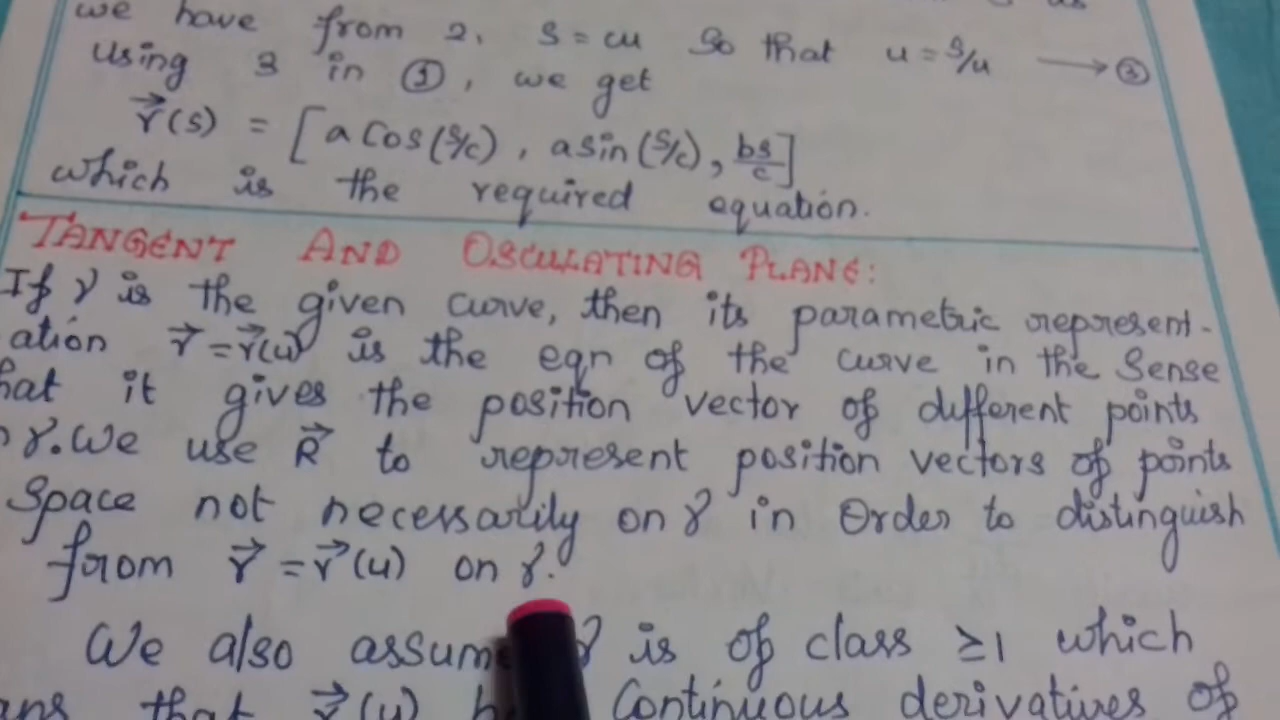 we have from 2. s = cu so that u = s/u → ③
using 3 in ①, we get
r⃗(s) = [a cos(s/c), a sin(s/c), bs/c]
which is the required equation.
TANGENT AND OSCULATING PLANE:
If γ is the given curve, then its parametric represent-
ation r⃗ = r⃗(u) is the eqn of the curve in the Sense
hat it gives the position vector of different points
γ. We use R⃗ to represent position vectors of points
Space not necessarily on γ in Order to distinguish
from r⃗ = r⃗(u) on γ.
We also assum γ is of class ≥1 which
ans that r⃗(u) h Continuous derivatives of